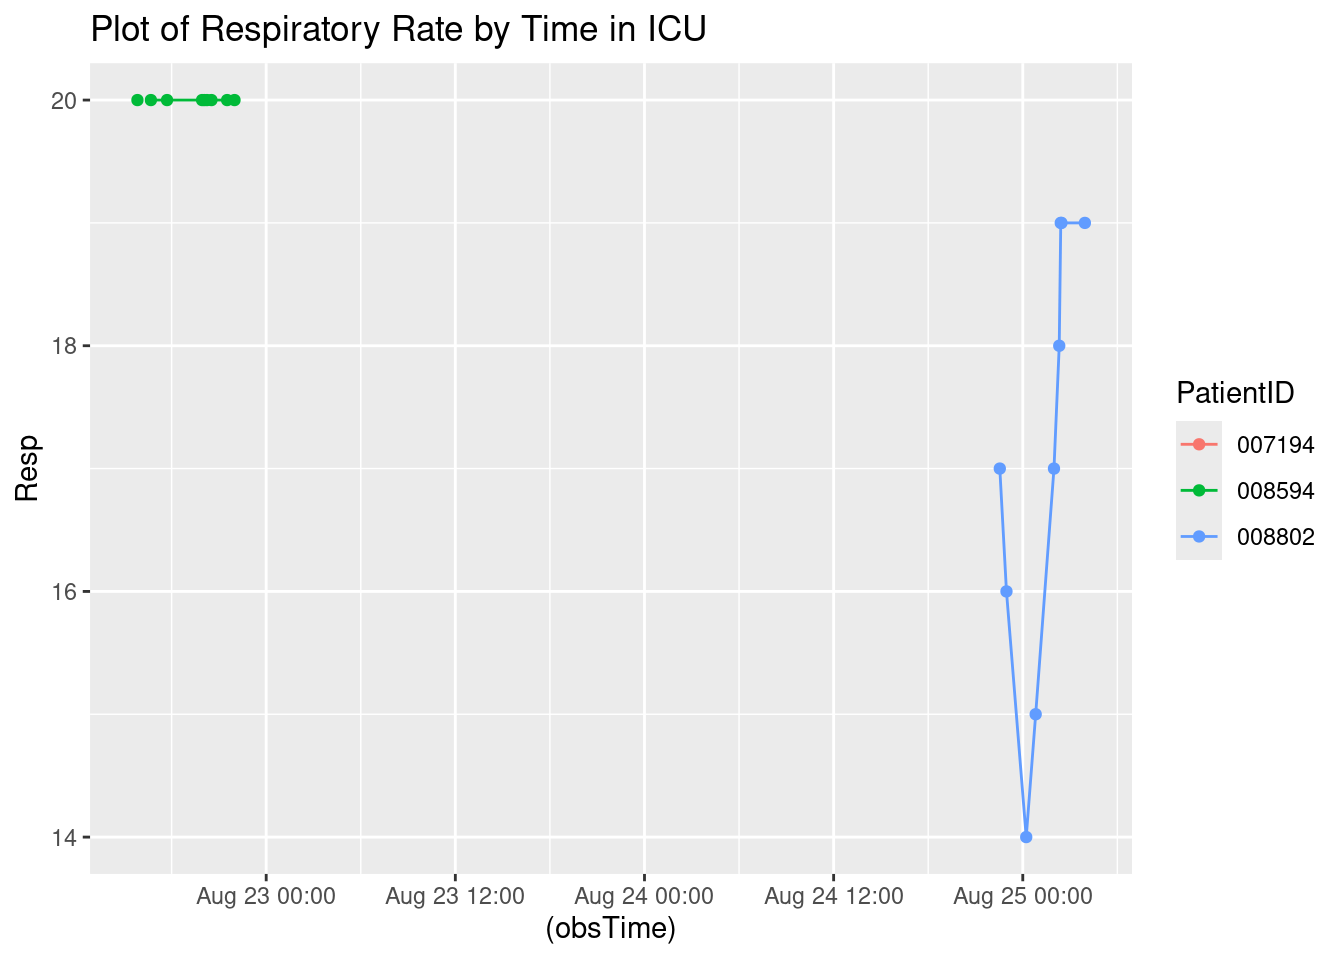 Plot of Respiratory Rate by Time in ICU
20
18
16
14
Resp
Aug 23 00:00 Aug 23 12:00 Aug 24 00:00 Aug 24 12:00 Aug 25 00:00
(obsTime)
PatientID
007194
008594
008802